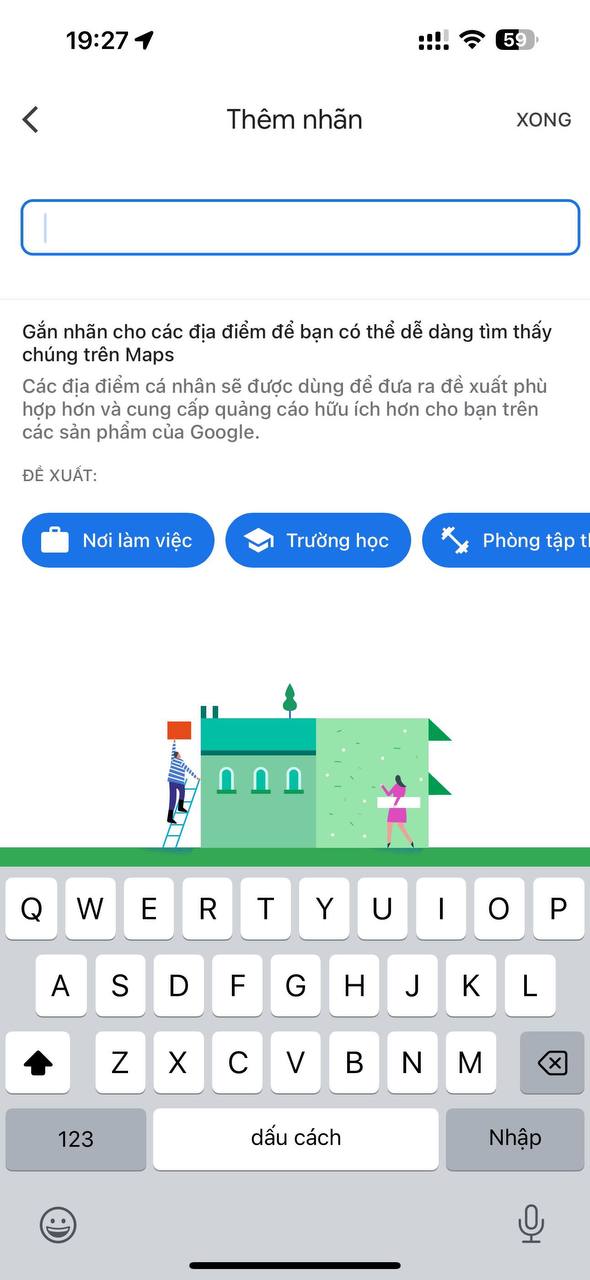 19:27
59
Thêm nhãn
XONG
Gắn nhãn cho các địa điểm để bạn có thể dễ dàng tìm thấy
chúng trên Maps
Các địa điểm cá nhân sẽ được dùng để đưa ra đề xuất phù
hợp hơn và cung cấp quảng cáo hữu ích hơn cho bạn trên
các sản phẩm của Google.
ĐỀ XUẤT:
Nơi làm việc
Trường học
Phòng tập
Q W E R T Y U I O P
A S D F G H J K L
Z X C V B N M
123 dấu cách Nhập